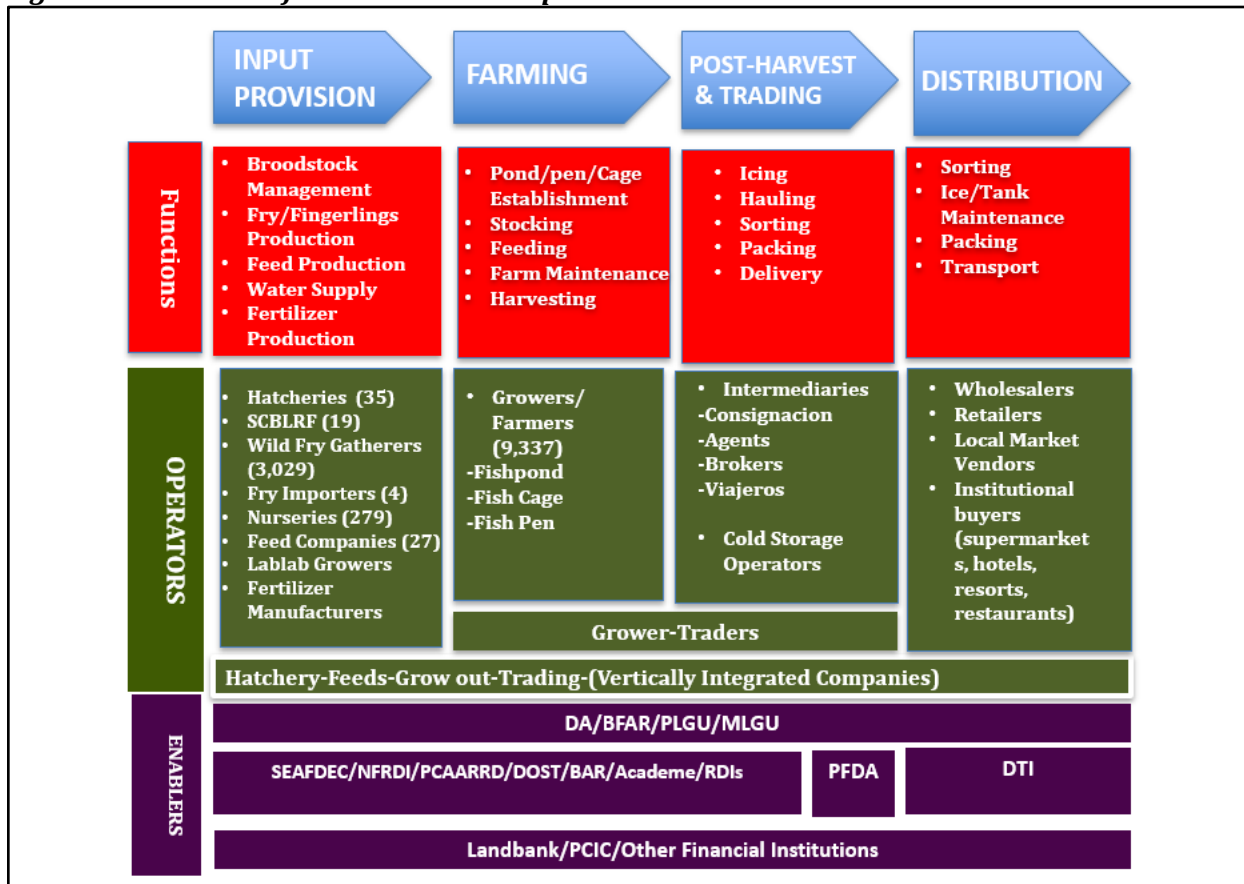 INPUT
PROVISION
FARMING
POST-HARVEST
& TRADING
DISTRIBUTION
Functions
• Broodstock
Management
• Fry/Fingerlings
Production
• Feed Production
• Water Supply
• Fertilizer
Production
• Pond/pen/Cage
Establishment
• Stocking
• Feeding
• Farm Maintenance
• Harvesting
• Icing
• Hauling
• Sorting
• Packing
• Delivery
• Sorting
• Ice/Tank
Maintenance
• Packing
• Transport
OPERATORS
• Hatcheries (35)
• SCBLRF (19)
• Wild Fry Gatherers
(3,029)
• Fry Importers (4)
• Nurseries (279)
• Feed Companies (27)
• Lablab Growers
• Fertilizer
Manufacturers
• Growers/
Farmers
(9,337)
-Fishpond
-Fish Cage
-Fish Pen
• Intermediaries
-Consignacion
-Agents
-Brokers
-Viajeros
• Cold Storage
Operators
• Wholesalers
• Retailers
• Local Market
Vendors
• Institutional
buyers
(supermarket
s, hotels,
resorts,
restaurants)
Grower-Traders
Hatchery-Feeds-Grow out-Trading-(Vertically Integrated Companies)
ENABLERS
DA/BFAR/PLGU/MLGU
SEAFDEC/NFRDI/PCAARRD/DOST/BAR/Academe/RDIs
PFDA
DTI
Landbank/PCIC/Other Financial Institutions